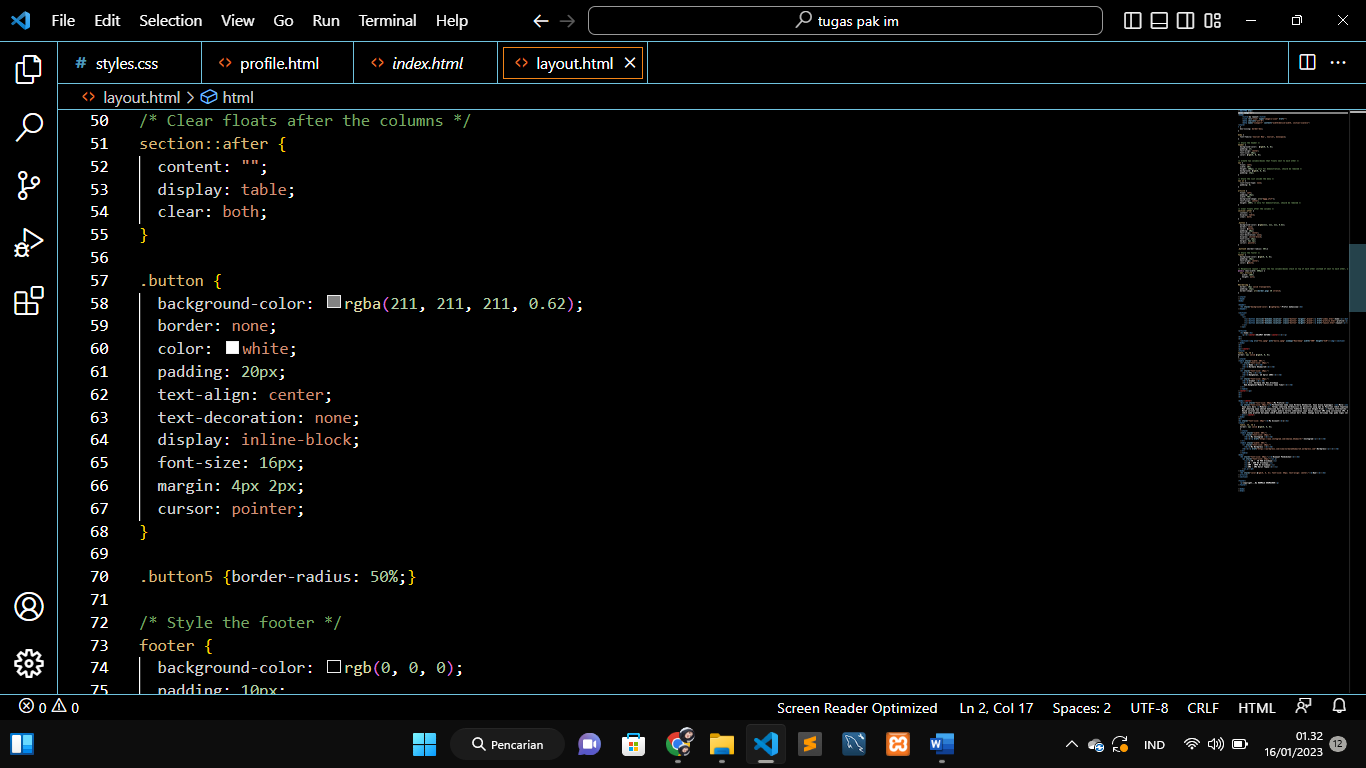 File Edit Selection View Go Run Terminal Help
tugas pak im
# styles.css
<> profile.html
<> index.html
<> layout.html
layout.html > html
50 /* Clear floats after the columns */
51 section::after {
52 content: "";
53 display: table;
54 clear: both;
55 }
56
57 .button {
58 background-color: rgba(211, 211, 211, 0.62);
59 border: none;
60 color: white;
61 padding: 20px;
62 text-align: center;
63 text-decoration: none;
64 display: inline-block;
65 font-size: 16px;
66 margin: 4px 2px;
67 cursor: pointer;
68 }
69
70 .button5 {border-radius: 50%;}
71
72 /* Style the footer */
73 footer {
74 background-color: rgb(0, 0, 0);
75 padding: 10px;
0 0 Screen Reader Optimized Ln 2, Col 17 Spaces: 2 UTF-8 CRLF HTML
Pencarian
IND
01.32
16/01/2023
12